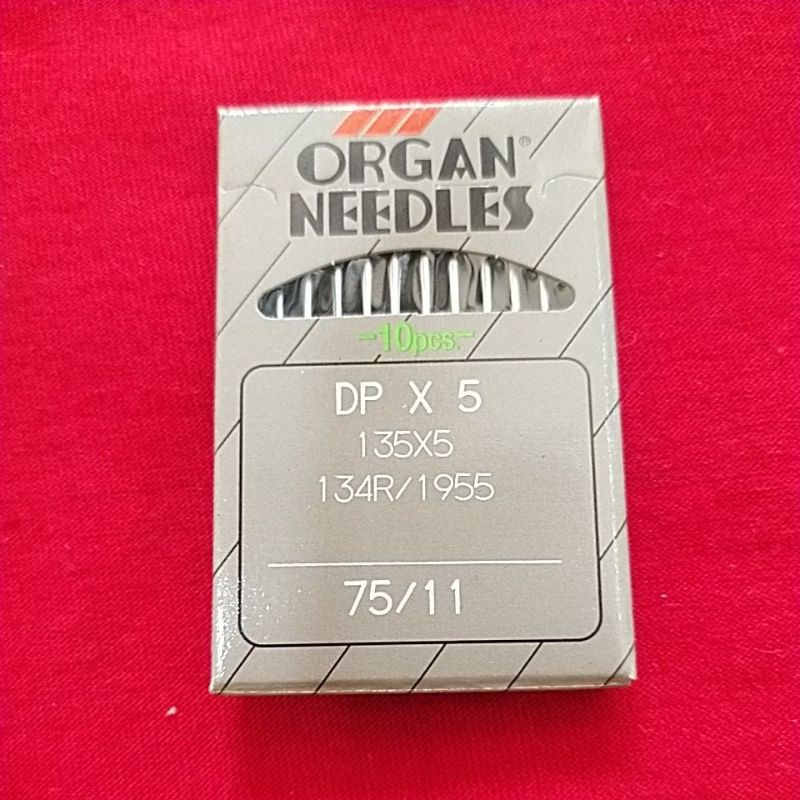 ORGAN®
NEEDLES
-10pcs.-
DP X 5
135X5
134R/1955
75/11